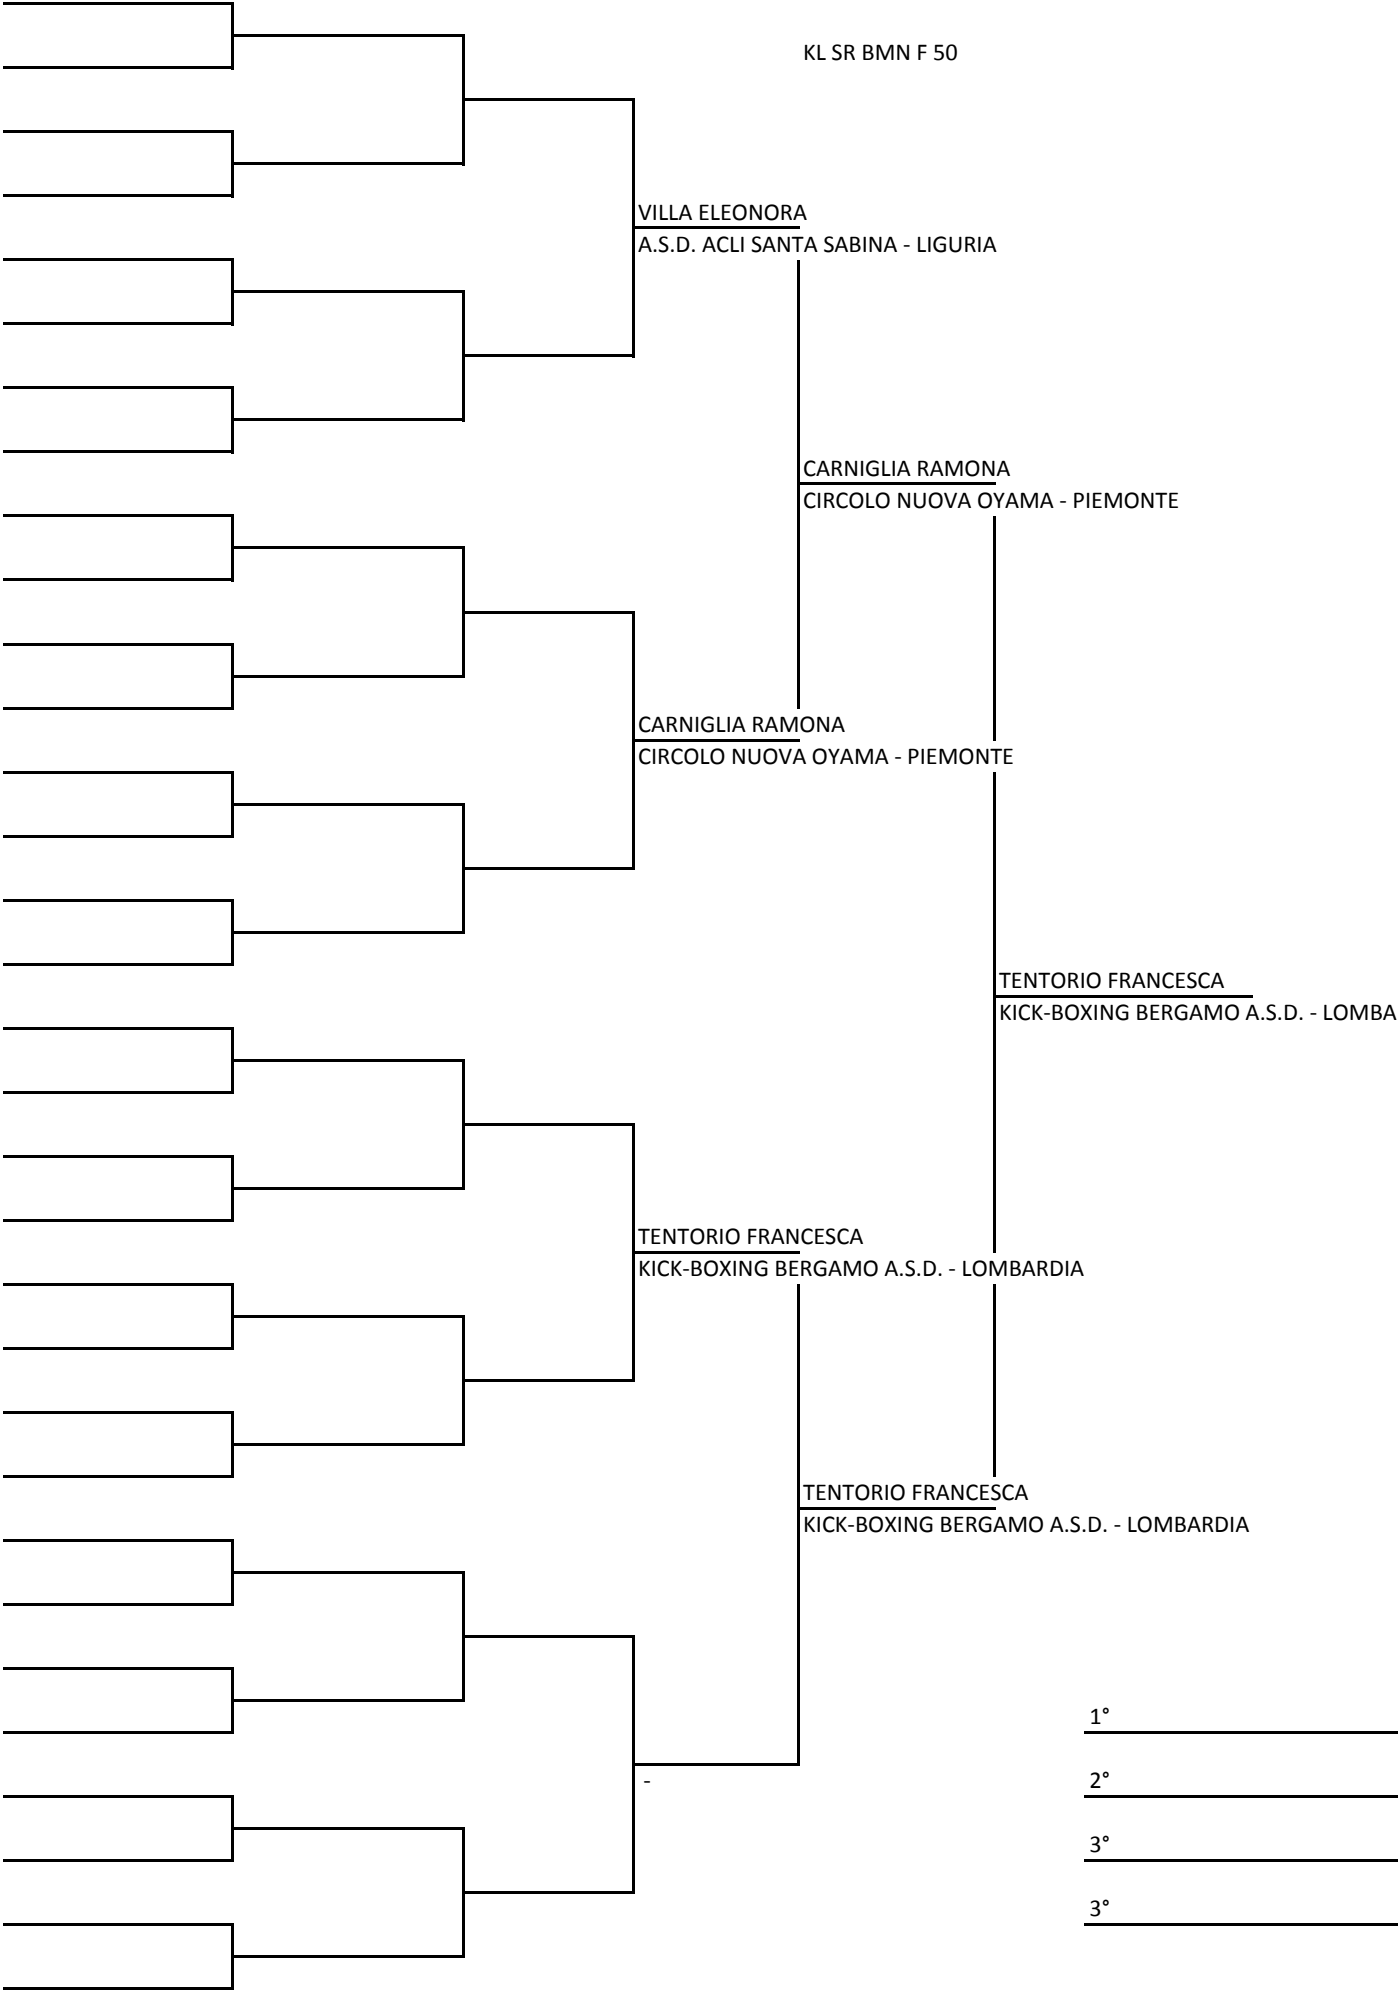 KL SR BMN F 50
VILLA ELEONORA
A.S.D. ACLI SANTA SABINA - LIGURIA
CARNIGLIA RAMONA
CIRCOLO NUOVA OYAMA - PIEMONTE
CARNIGLIA RAMONA
CIRCOLO NUOVA OYAMA - PIEMONTE
TENTORIO FRANCESCA
KICK-BOXING BERGAMO A.S.D. - LOMBA
TENTORIO FRANCESCA
KICK-BOXING BERGAMO A.S.D. - LOMBARDIA
TENTORIO FRANCESCA
KICK-BOXING BERGAMO A.S.D. - LOMBARDIA
1°
-
2°
3°
3°